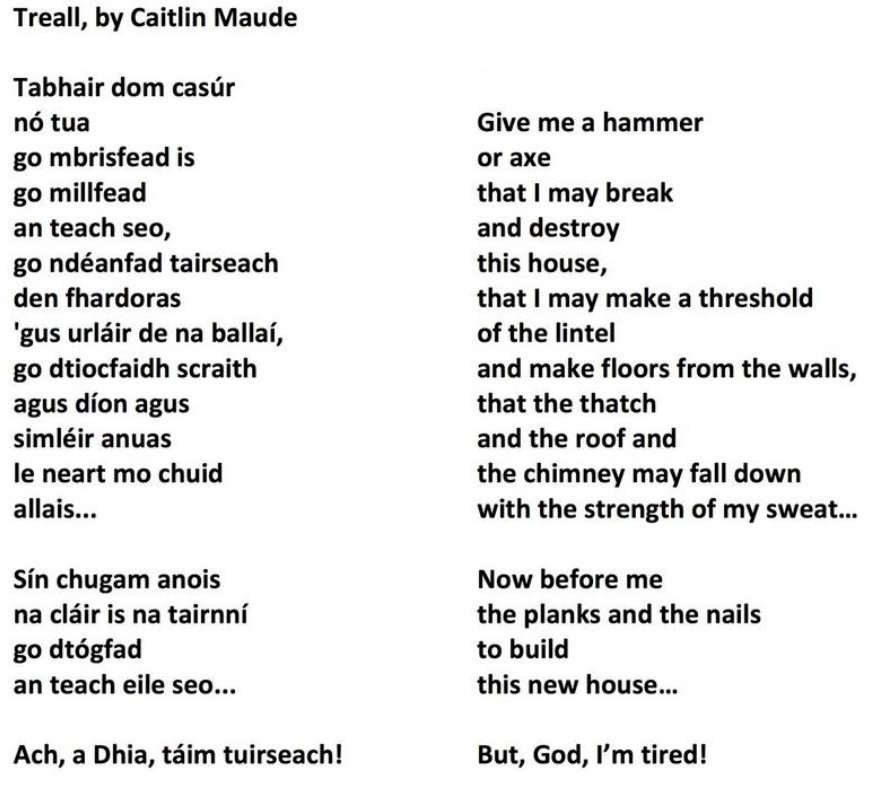 Treall, by Caitlin Maude
Tabhair dom casúr
nó tua
go mbrisfead is
go millfead
an teach seo,
go ndéanfad tairseach
den fhardoras
'gus urláir de na ballaí,
go dtiocfaidh scraith
agus díon agus
simléir anuas
le neart mo chuid
allais...
Sín chugam anois
na cláir is na tairnní
go dtógfad
an teach eile seo...
Ach, a Dhia, táim tuirseach!
Give me a hammer
or axe
that I may break
and destroy
this house,
that I may make a threshold
of the lintel
and make floors from the walls,
that the thatch
and the roof and
the chimney may fall down
with the strength of my sweat...
Now before me
the planks and the nails
to build
this new house...
But, God, I’m tired!